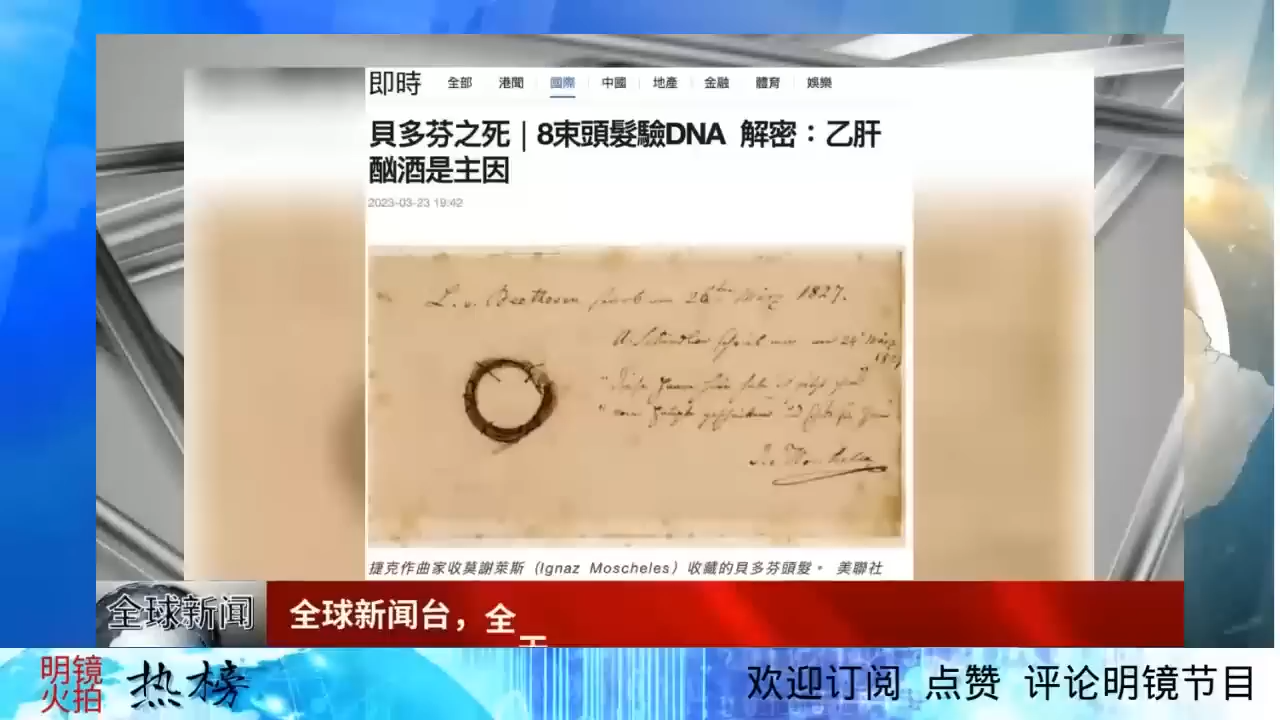 即時 全部 港聞 國際 中國 地產 金融 體育 娛樂
貝多芬之死｜8束頭髮驗DNA 解密：乙肝
酗酒是主因
2023-03-23 19:42
L. v. Beethoven 26 März 1827.
捷克作曲家收莫謝萊斯（Ignaz Moscheles）收藏的貝多芬頭髮。 美聯社
全球新闻 全球新闻台，全
明镜 热榜 欢迎订阅 点赞 评论明镜节目
火拍